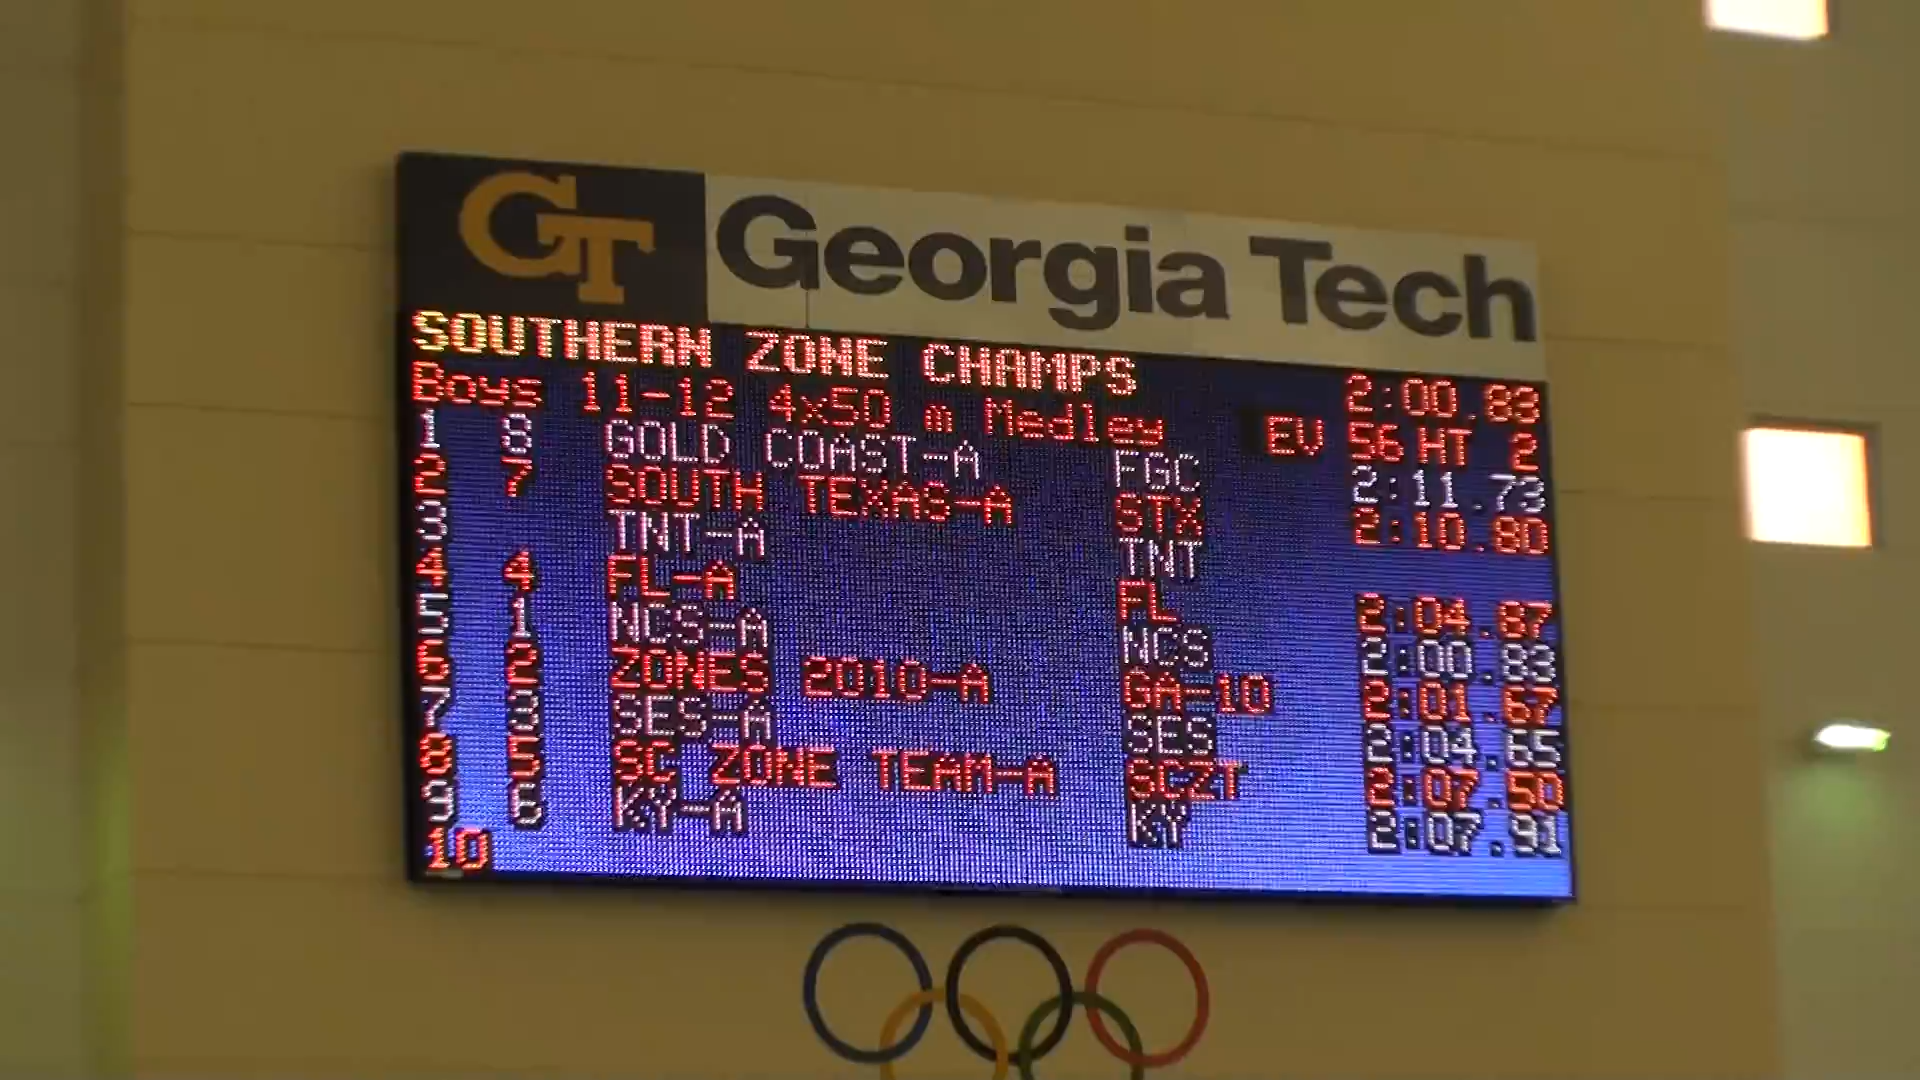 GT Georgia Tech
SOUTHERN ZONE CHAMPS 2:00.83
Boys 11-12 4x50 m Medley EV 56 HT 2
1 8 GOLD COAST-A FGC 2:11.73
2 7 SOUTH TEXAS-A STX 2:10.80
3 TNT-A TNT
4 4 FL-A FL 2:04.87
5 1 NCS-A NCS 2:00.83
6 2 ZONES 2010-A GA-10 2:01.67
7 3 SES-A SES 2:04.65
8 5 SC ZONE TEAM-A SCZT 2:07.50
9 6 KY-A KY 2:07.91
10